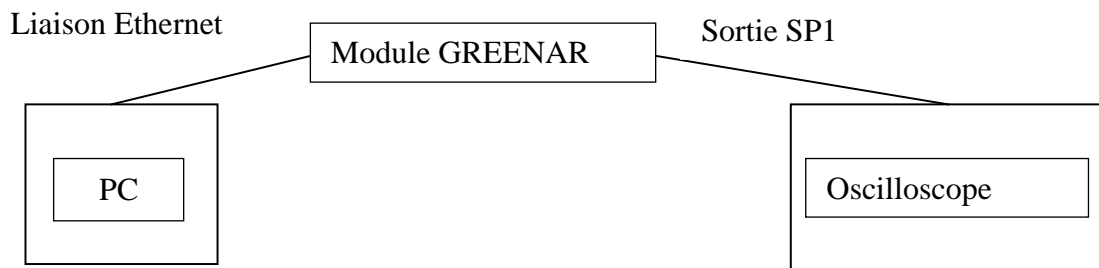 Liaison Ethernet
Module GREENAR
Sortie SP1
PC
Oscilloscope